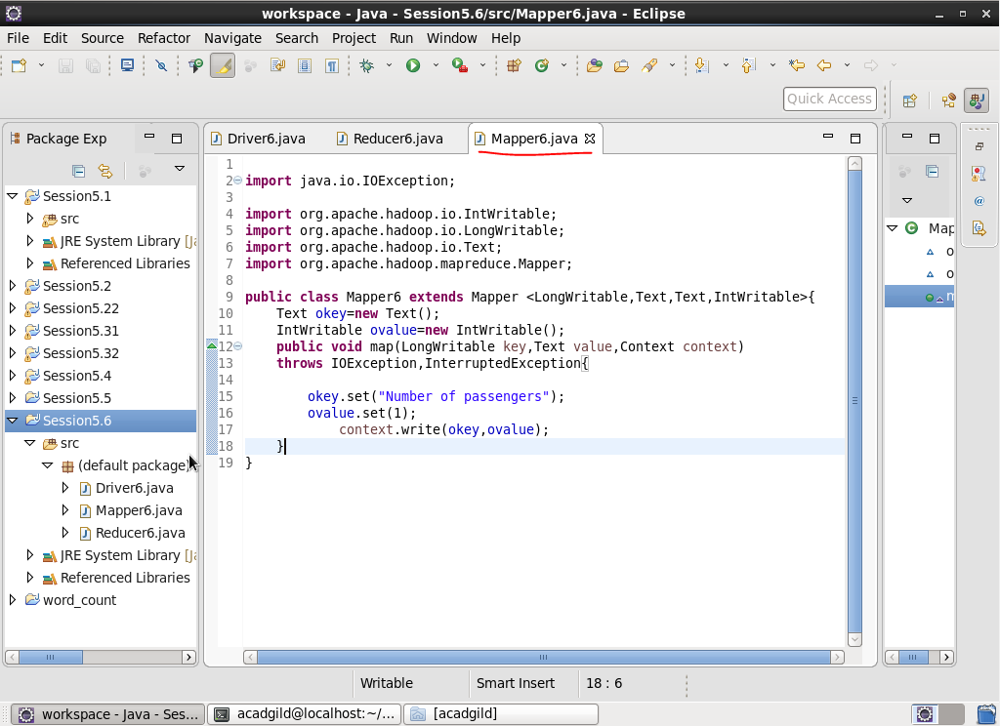 workspace - Java - Session5.6/src/Mapper6.java - Eclipse
File Edit Source Refactor Navigate Search Project Run Window Help
Quick Access
Package Exp
Session5.1
src
JRE System Library [Ja
Referenced Libraries
Session5.2
Session5.22
Session5.31
Session5.32
Session5.4
Session5.5
Session5.6
src
(default package)
Driver6.java
Mapper6.java
Reducer6.java
JRE System Library [Ja
Referenced Libraries
word_count
Driver6.java Reducer6.java Mapper6.java
1
2 import java.io.IOException;
3
4 import org.apache.hadoop.io.IntWritable;
5 import org.apache.hadoop.io.LongWritable;
6 import org.apache.hadoop.io.Text;
7 import org.apache.hadoop.mapreduce.Mapper;
8
9 public class Mapper6 extends Mapper <LongWritable,Text,Text,IntWritable>{
10 Text okey=new Text();
11 IntWritable ovalue=new IntWritable();
12 public void map(LongWritable key,Text value,Context context)
13 throws IOException,InterruptedException{
14
15 okey.set("Number of passengers");
16 ovalue.set(1);
17 context.write(okey,ovalue);
18 }
19 }
Map
o
o
m
Writable Smart Insert 18 : 6
workspace - Java - Ses... acadgild@localhost:~/... [acadgild]